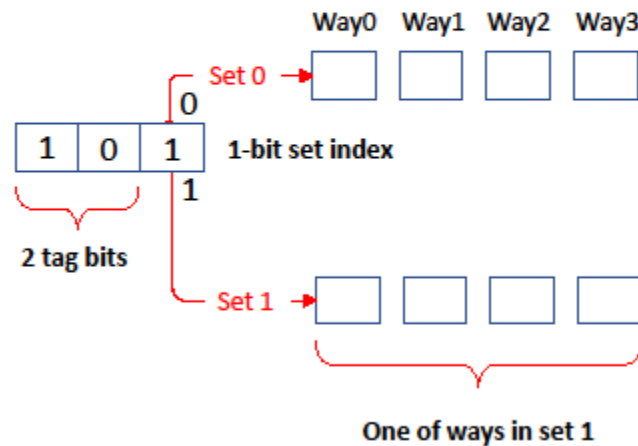 Way0 Way1 Way2 Way3
Set 0
0
1 0 1 1-bit set index
1
2 tag bits
Set 1
One of ways in set 1